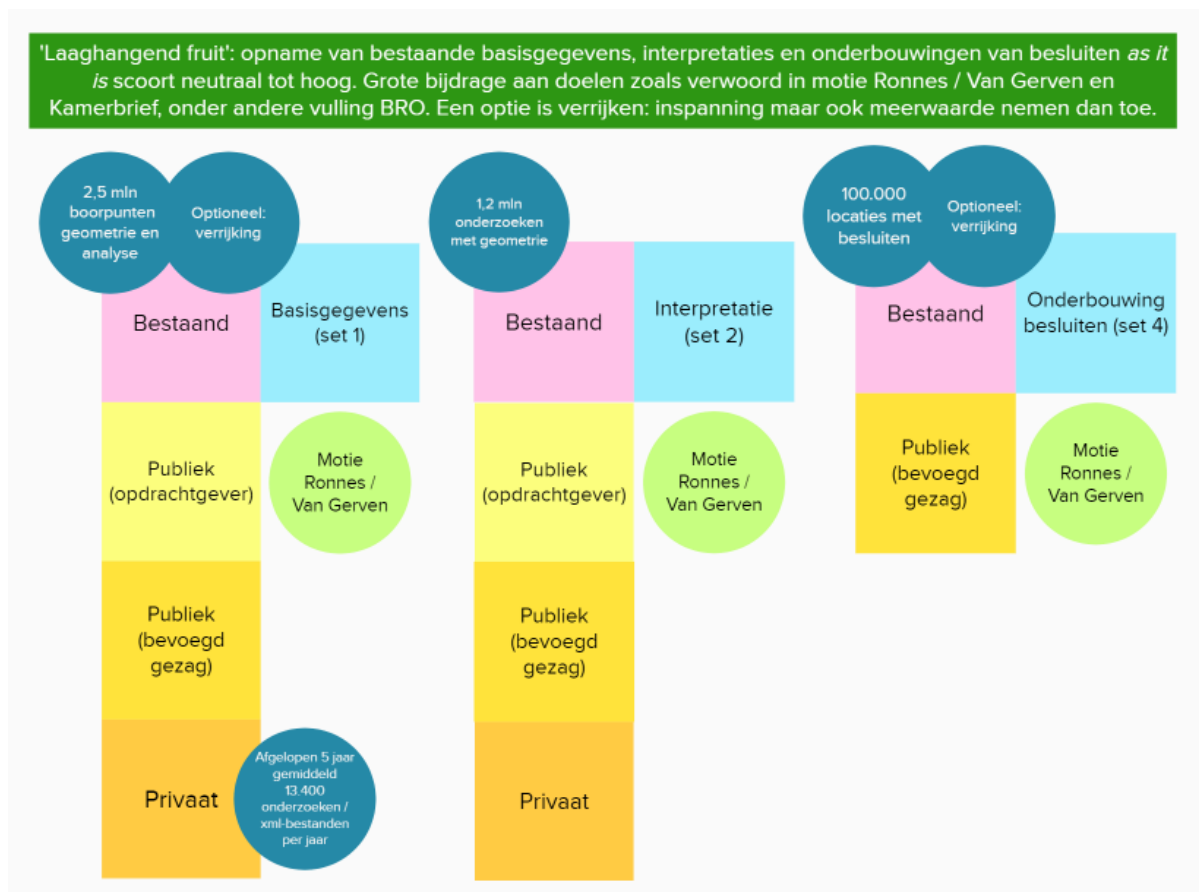 'Laaghangend fruit': opname van bestaande basisgegevens, interpretaties en onderbouwingen van besluiten as it
is scoort neutraal tot hoog. Grote bijdrage aan doelen zoals verwoord in motie Ronnes / Van Gerven en
Kamerbrief, onder andere vulling BRO. Een optie is verrijken: inspanning maar ook meerwaarde nemen dan toe.
2,5 mln
boorpunten
geometrie en
analyse
Optioneel:
verrijking
Bestaand
Basisgegevens
(set 1)
Publiek
(opdrachtgever)
Motie
Ronnes /
Van Gerven
Publiek
(bevoegd
gezag)
Privaat
Afgelopen 5 jaar
gemiddeld
13.400
onderzoeken /
xml-bestanden
per jaar
1,2 mln
onderzoeken
met geometrie
Bestaand
Interpretatie
(set 2)
Publiek
(opdrachtgever)
Motie
Ronnes /
Van Gerven
Publiek
(bevoegd
gezag)
Privaat
100.000
locaties met
besluiten
Optioneel:
verrijking
Bestaand
Onderbouwing
besluiten (set 4)
Publiek
(bevoegd
gezag)
Motie
Ronnes /
Van Gerven